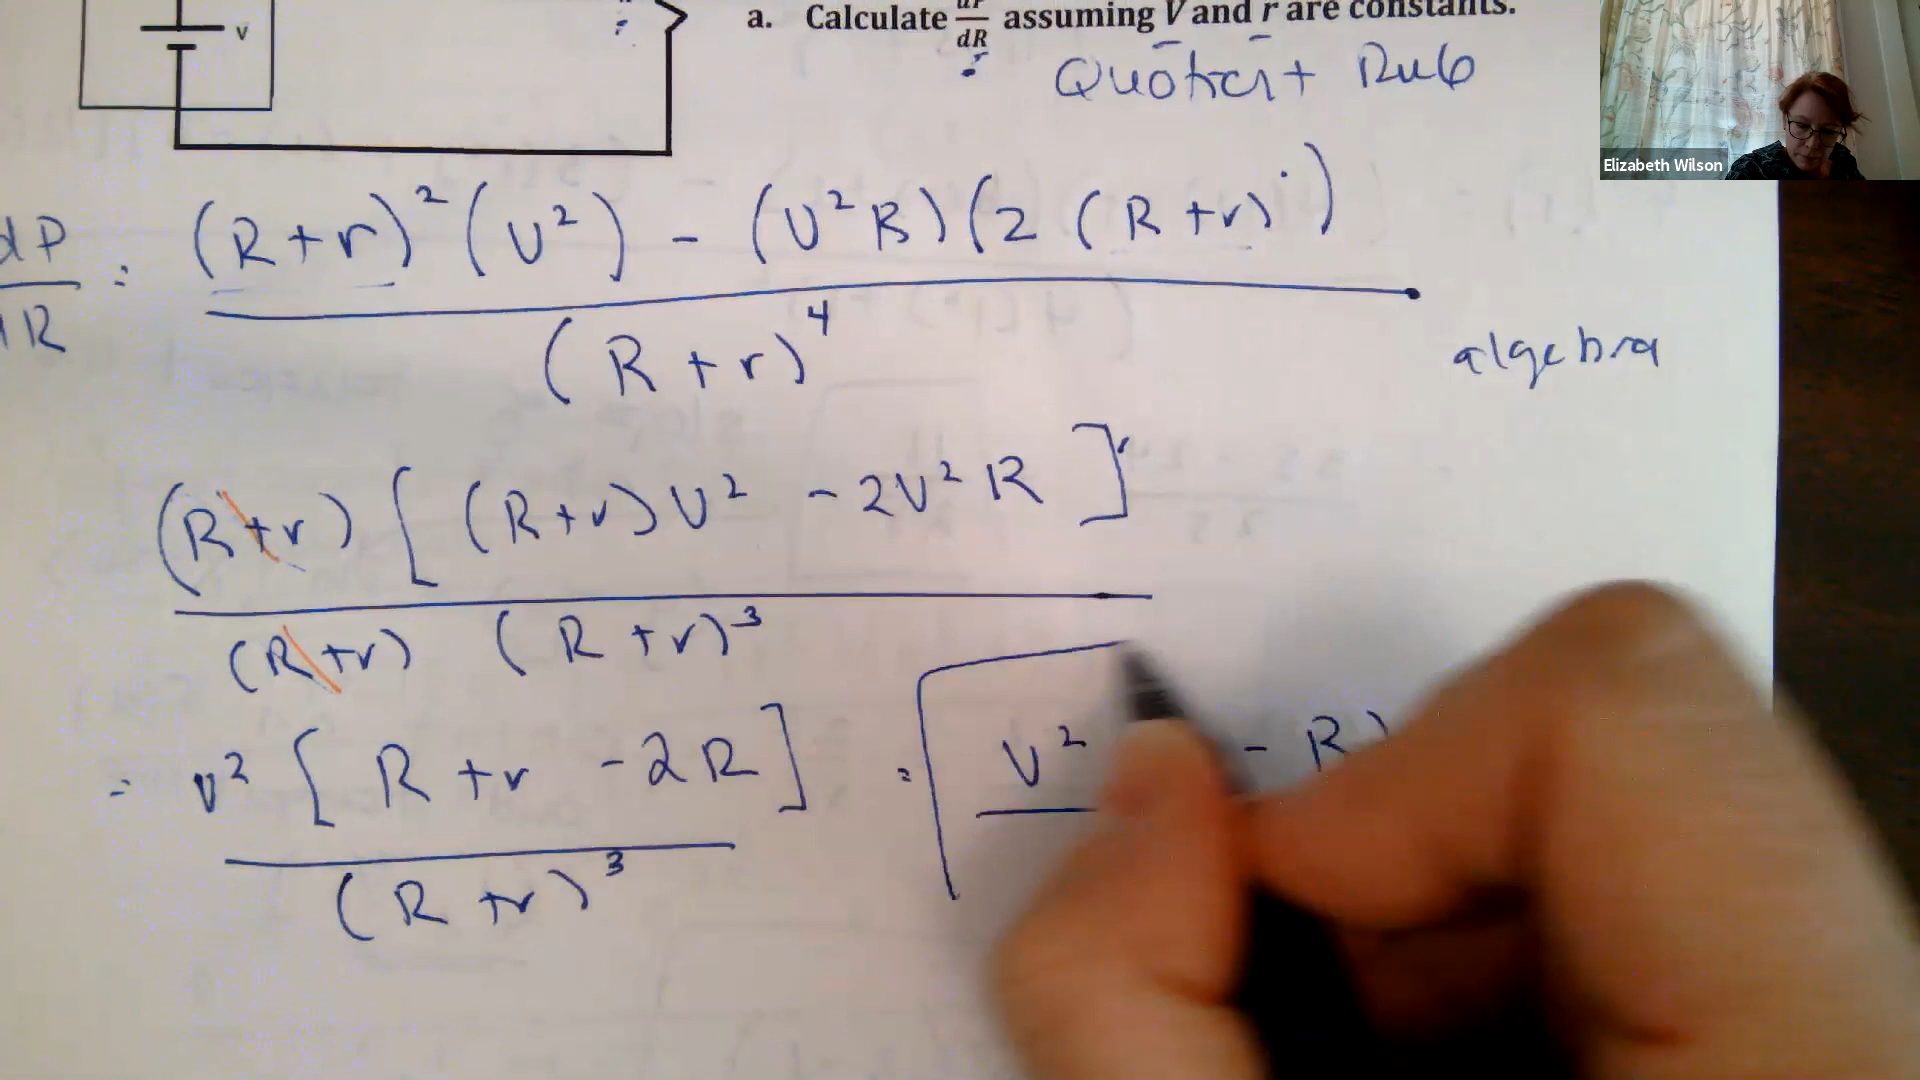 V
a. Calculate dP/dR assuming V and r are constants.
Quotient Rule
Elizabeth Wilson
dP/dR = (R+r)² (V²) - (V²R)(2(R+r)¹) / (R+r)⁴
algebra
(R+r) [(R+r)V² - 2V²R] / (R+r) (R+r)³
= V² [R+r - 2R] / (R+r)³ = V² - R)